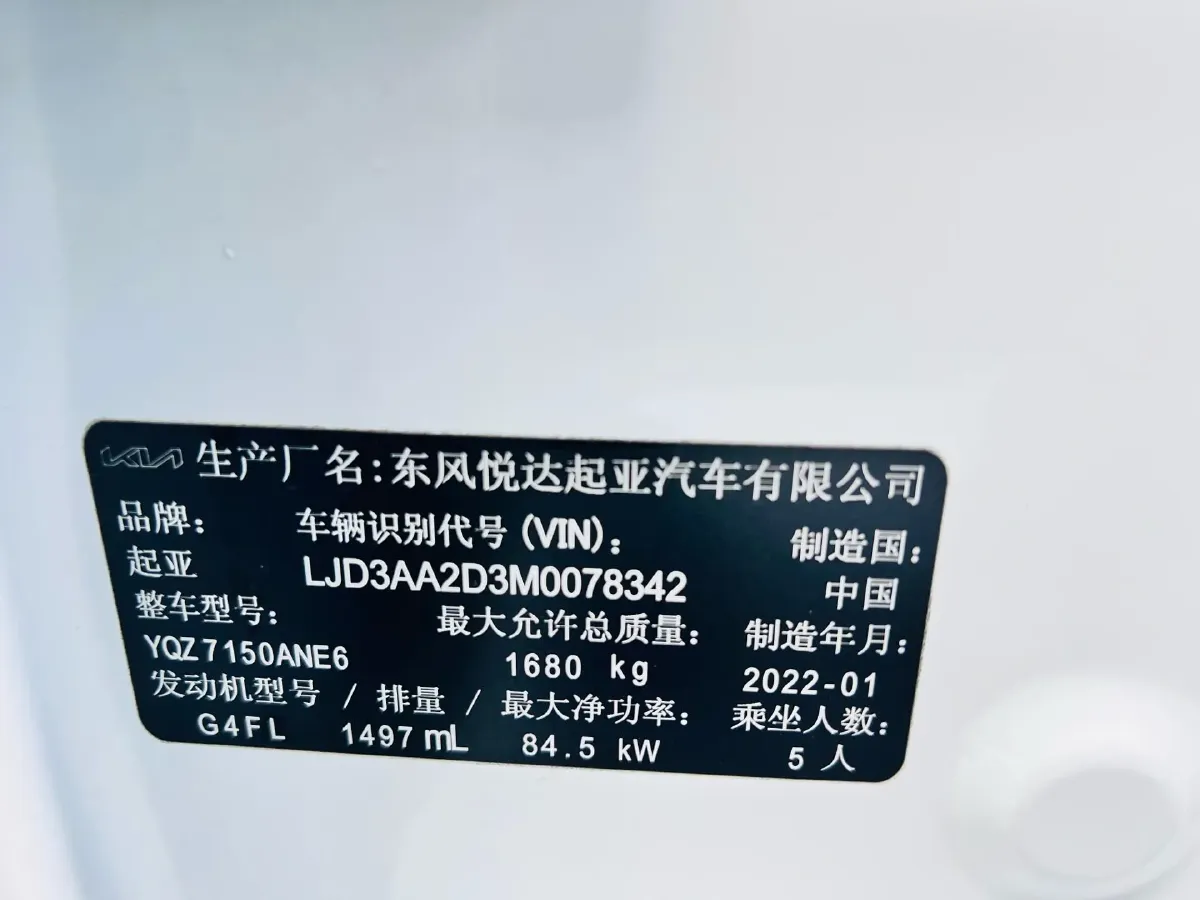 KIA 生产厂名:东风悦达起亚汽车有限公司
品牌: 车辆识别代号(VIN): 制造国:
起亚 LJD3AA2D3M0078342 中国
整车型号: 最大允许总质量: 制造年月:
YQZ7150ANE6 1680 kg 2022-01
发动机型号 / 排量 / 最大净功率: 乘坐人数:
G4FL 1497 mL 84.5 kW 5 人